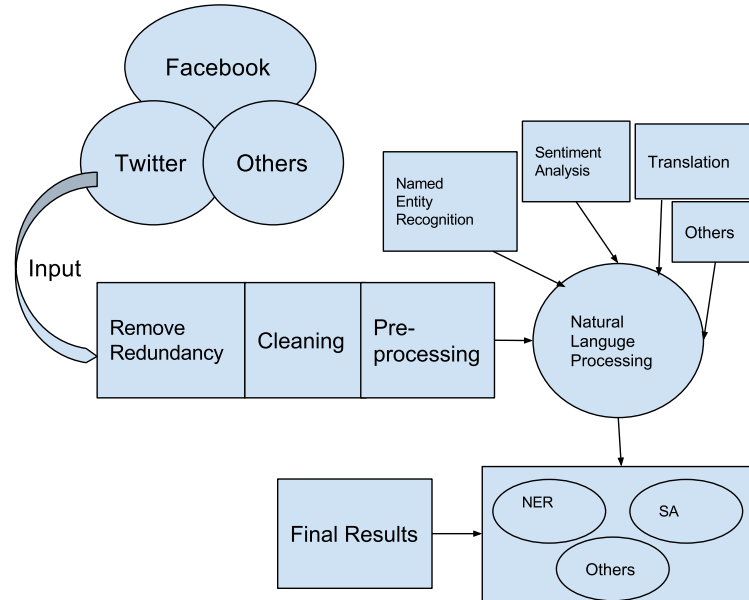 Facebook
Twitter
Others
Input
Remove
Redundancy
Cleaning
Pre-
processing
Named
Entity
Recognition
Sentiment
Analysis
Translation
Others
Natural
Languge
Processing
NER
SA
Others
Final Results